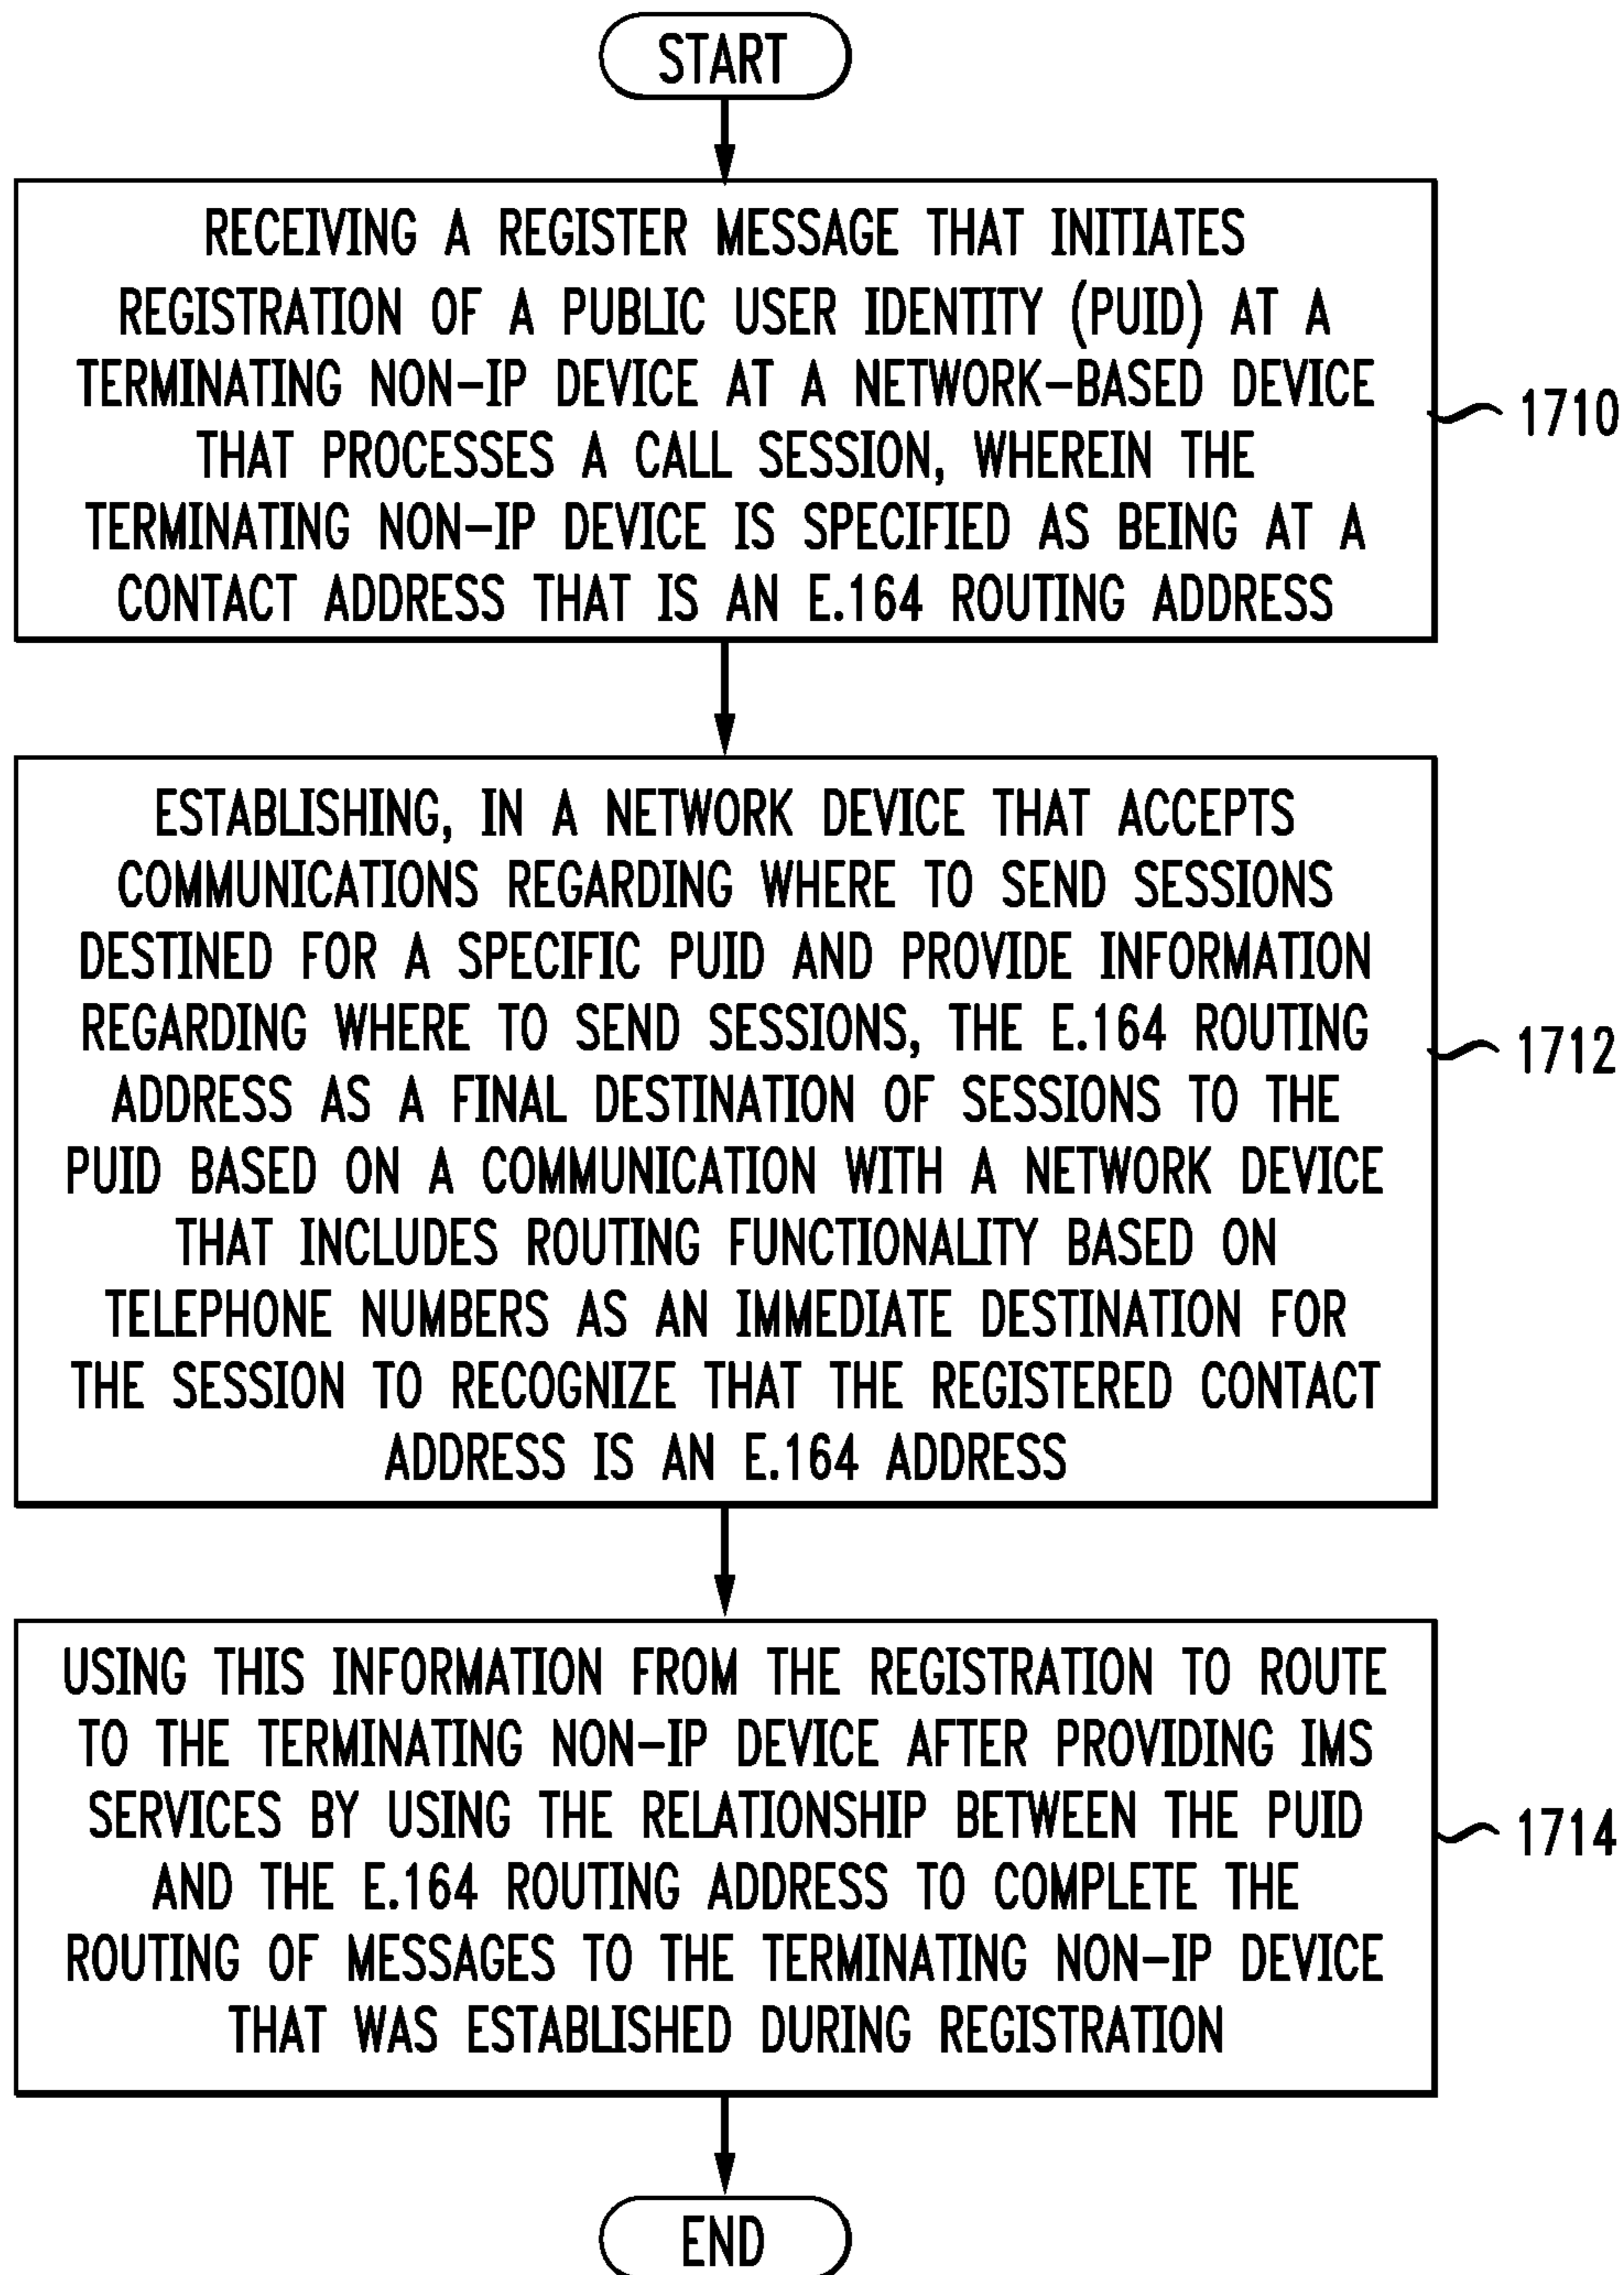 START
RECEIVING A REGISTER MESSAGE THAT INITIATES
REGISTRATION OF A PUBLIC USER IDENTITY (PUID) AT A
TERMINATING NON-IP DEVICE AT A NETWORK-BASED DEVICE
THAT PROCESSES A CALL SESSION, WHEREIN THE
TERMINATING NON-IP DEVICE IS SPECIFIED AS BEING AT A
CONTACT ADDRESS THAT IS AN E.164 ROUTING ADDRESS
1710
ESTABLISHING, IN A NETWORK DEVICE THAT ACCEPTS
COMMUNICATIONS REGARDING WHERE TO SEND SESSIONS
DESTINED FOR A SPECIFIC PUID AND PROVIDE INFORMATION
REGARDING WHERE TO SEND SESSIONS, THE E.164 ROUTING
ADDRESS AS A FINAL DESTINATION OF SESSIONS TO THE
PUID BASED ON A COMMUNICATION WITH A NETWORK DEVICE
THAT INCLUDES ROUTING FUNCTIONALITY BASED ON
TELEPHONE NUMBERS AS AN IMMEDIATE DESTINATION FOR
THE SESSION TO RECOGNIZE THAT THE REGISTERED CONTACT
ADDRESS IS AN E.164 ADDRESS
1712
USING THIS INFORMATION FROM THE REGISTRATION TO ROUTE
TO THE TERMINATING NON-IP DEVICE AFTER PROVIDING IMS
SERVICES BY USING THE RELATIONSHIP BETWEEN THE PUID
AND THE E.164 ROUTING ADDRESS TO COMPLETE THE
ROUTING OF MESSAGES TO THE TERMINATING NON-IP DEVICE
THAT WAS ESTABLISHED DURING REGISTRATION
1714
END